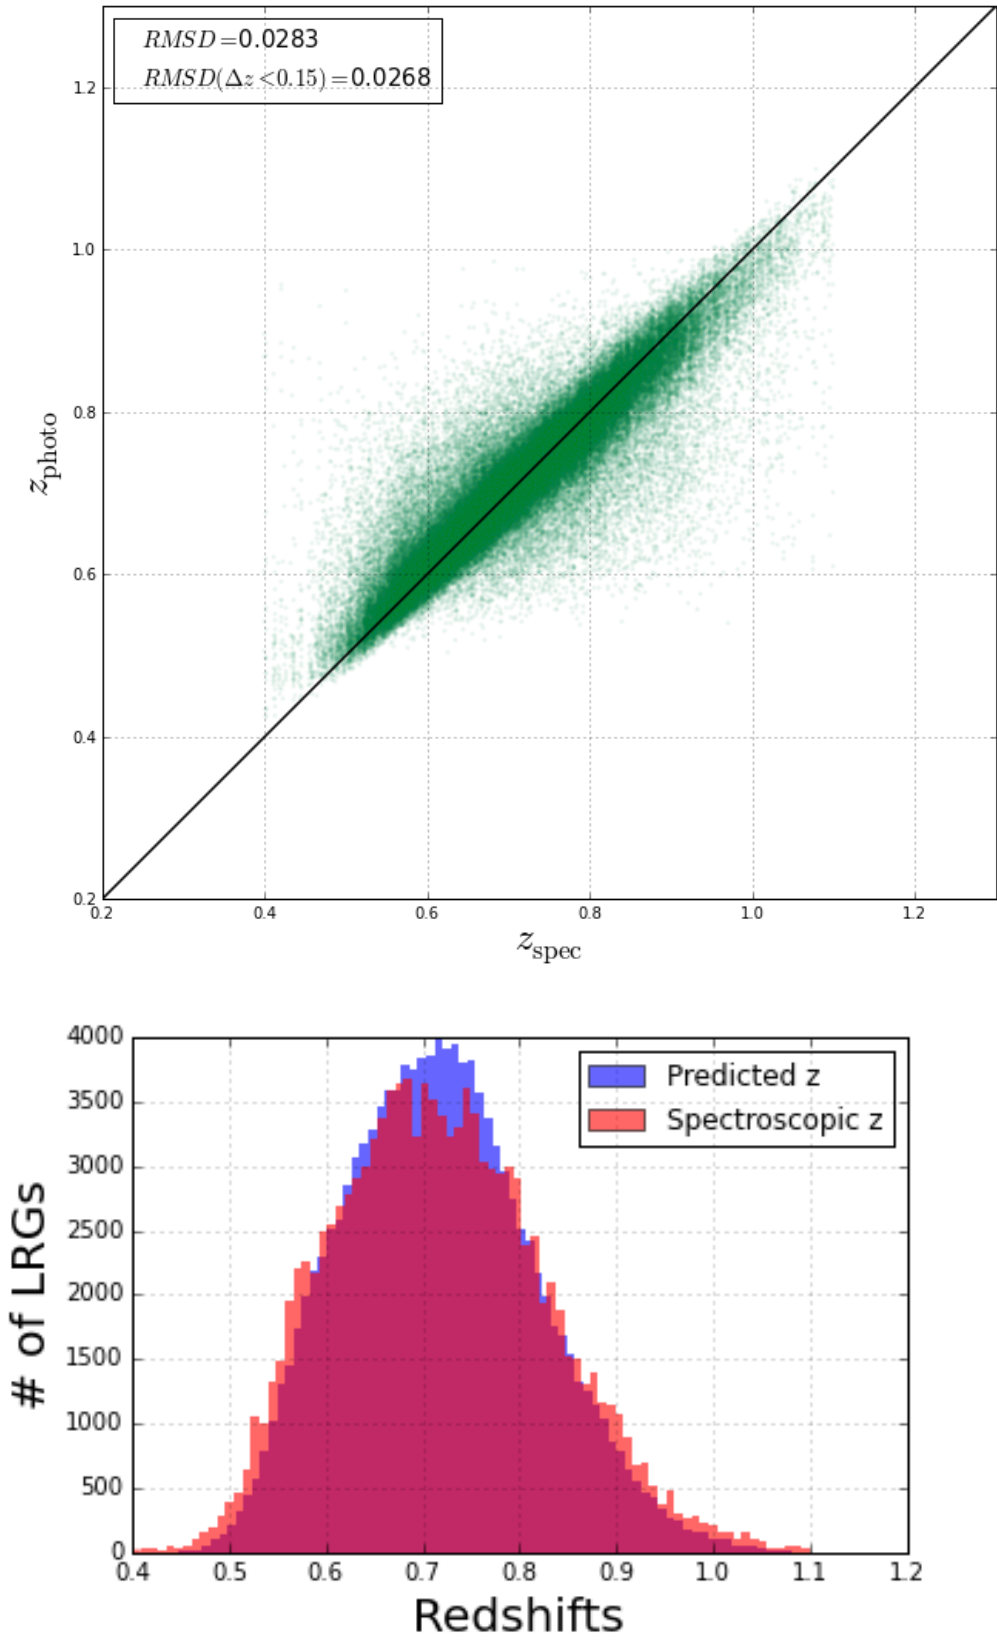 RMSD=0.0283
RMSD(Δz<0.15)=0.0268
1.2
1.0
0.8
0.6
0.4
0.2
z_photo
0.2 0.4 0.6 0.8 1.0 1.2
z_spec
4000
3500
3000
2500
2000
1500
1000
500
0
# of LRGs
Predicted z
Spectroscopic z
0.4 0.5 0.6 0.7 0.8 0.9 1.0 1.1 1.2
Redshifts